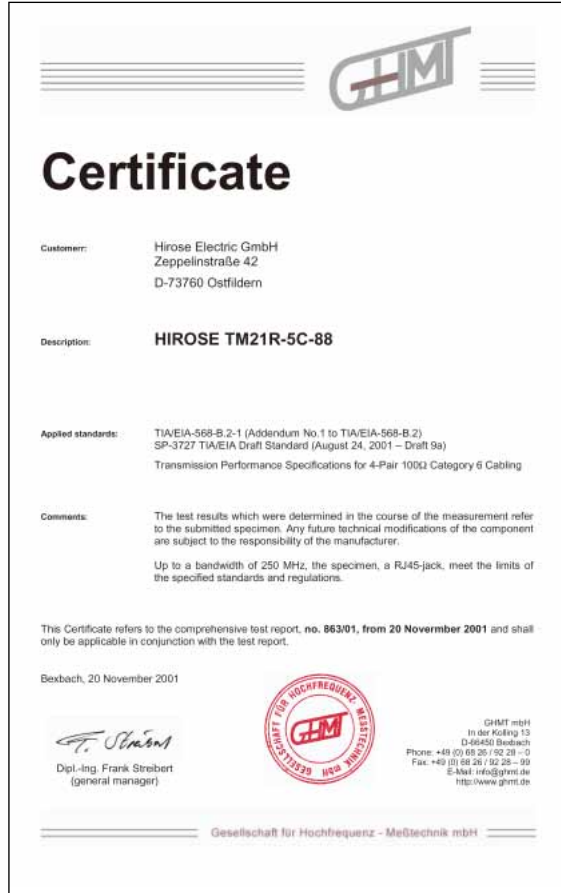 GHMT
Certificate
Customerr:
Hirose Electric GmbH
Zeppelinstraße 42
D-73760 Ostfildern
Description:
HIROSE TM21R-5C-88
Applied standards:
TIA/EIA-568-B.2-1 (Addendum No.1 to TIA/EIA-568-B.2)
SP-3727 TIA/EIA Draft Standard (August 24, 2001 – Draft 9a)
Transmission Performance Specifications for 4-Pair 100Ω Category 6 Cabling
Comments:
The test results which were determined in the course of the measurement refer
to the submitted specimen. Any future technical modifications of the component
are subject to the responsibility of the manufacturer.
Up to a bandwidth of 250 MHz, the specimen, a RJ45-jack, meet the limits of
the specified standards and regulations.
This Certificate refers to the comprehensive test report, no. 863/01, from 20 Novermber 2001 and shall
only be applicable in conjunction with the test report.
Bexbach, 20 November 2001
F. Streibert
Dipl.-Ing. Frank Streibert
(general manager)
GESELLSCHAFT FÜR HOCHFREQUENZ- MESSTECHNIK mbH
GHMT
GHMT mbH
In der Kolling 13
D-66450 Bexbach
Phone: +49 (0) 68 26 / 92 28 – 0
Fax: +49 (0) 68 26 / 92 28 – 99
E-Mail: info@ghmt.de
http://www.ghmt.de
Gesellschaft für Hochfrequenz - Meßtechnik mbH